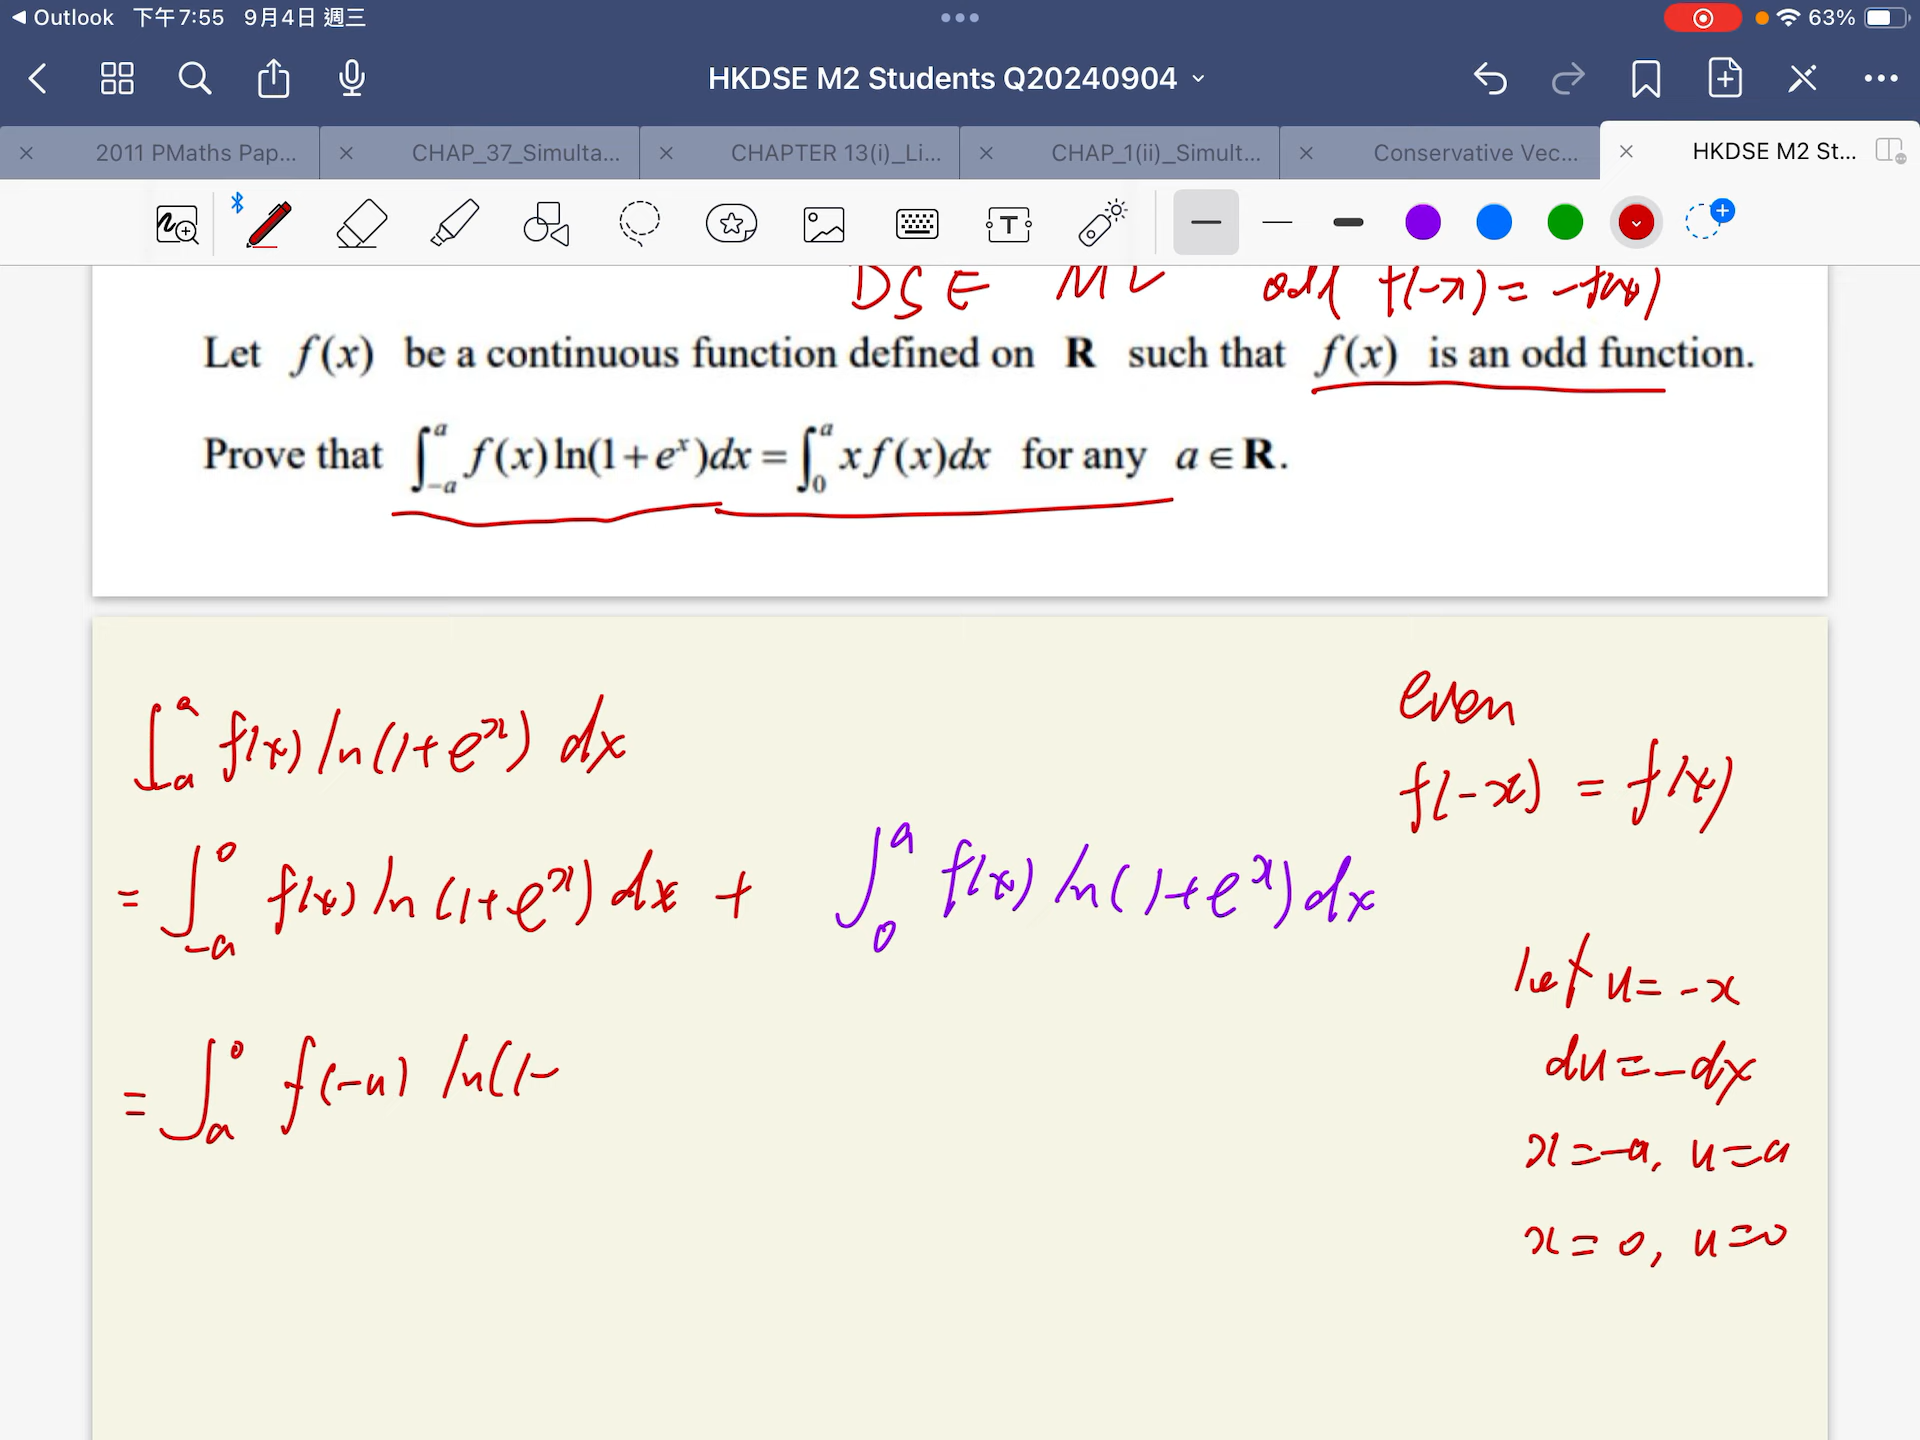 Outlook 下午7:55 9月4日 週三 63%
HKDSE M2 Students Q20240904
2011 PMaths Pap... CHAP_37_Simulta... CHAPTER 13(i)_Li... CHAP_1(ii)_Simult... Conservative Vec... HKDSE M2 St...
DSE M2 odd f(-x) = -f(x)
Let f(x) be a continuous function defined on R such that f(x) is an odd function.
Prove that ∫_{-a}^{a} f(x) ln(1+e^x)dx = ∫_0^a x f(x)dx for any a ∈ R.
∫_{-a}^{a} f(x) ln(1+e^x) dx
even
f(-x) = f(x)
= ∫_{-a}^{0} f(x) ln(1+e^x) dx + ∫_0^a f(x) ln(1+e^x) dx
let u = -x
= ∫_a^0 f(-u) ln(1-
du = -dx
x = -a, u = a
x = 0, u = 0